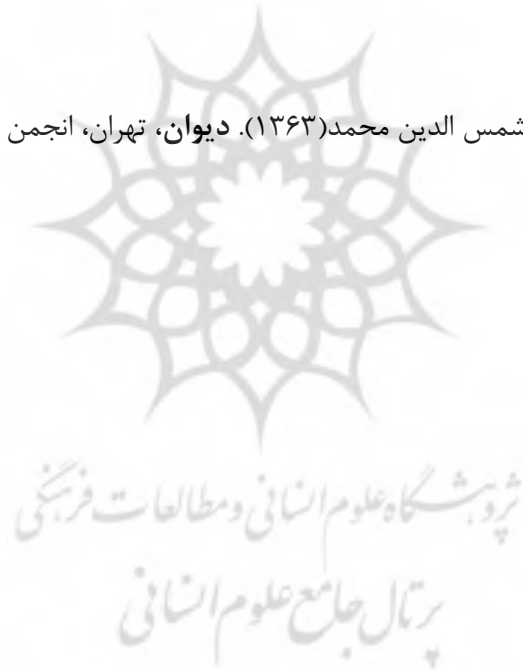 شمس الدین محمد(۱۳۶۳). دیوان، تهران، انجمن
پژوهشگاه علوم انسانی و مطالعات فرهنگی
پرتال جامع علوم انسانی